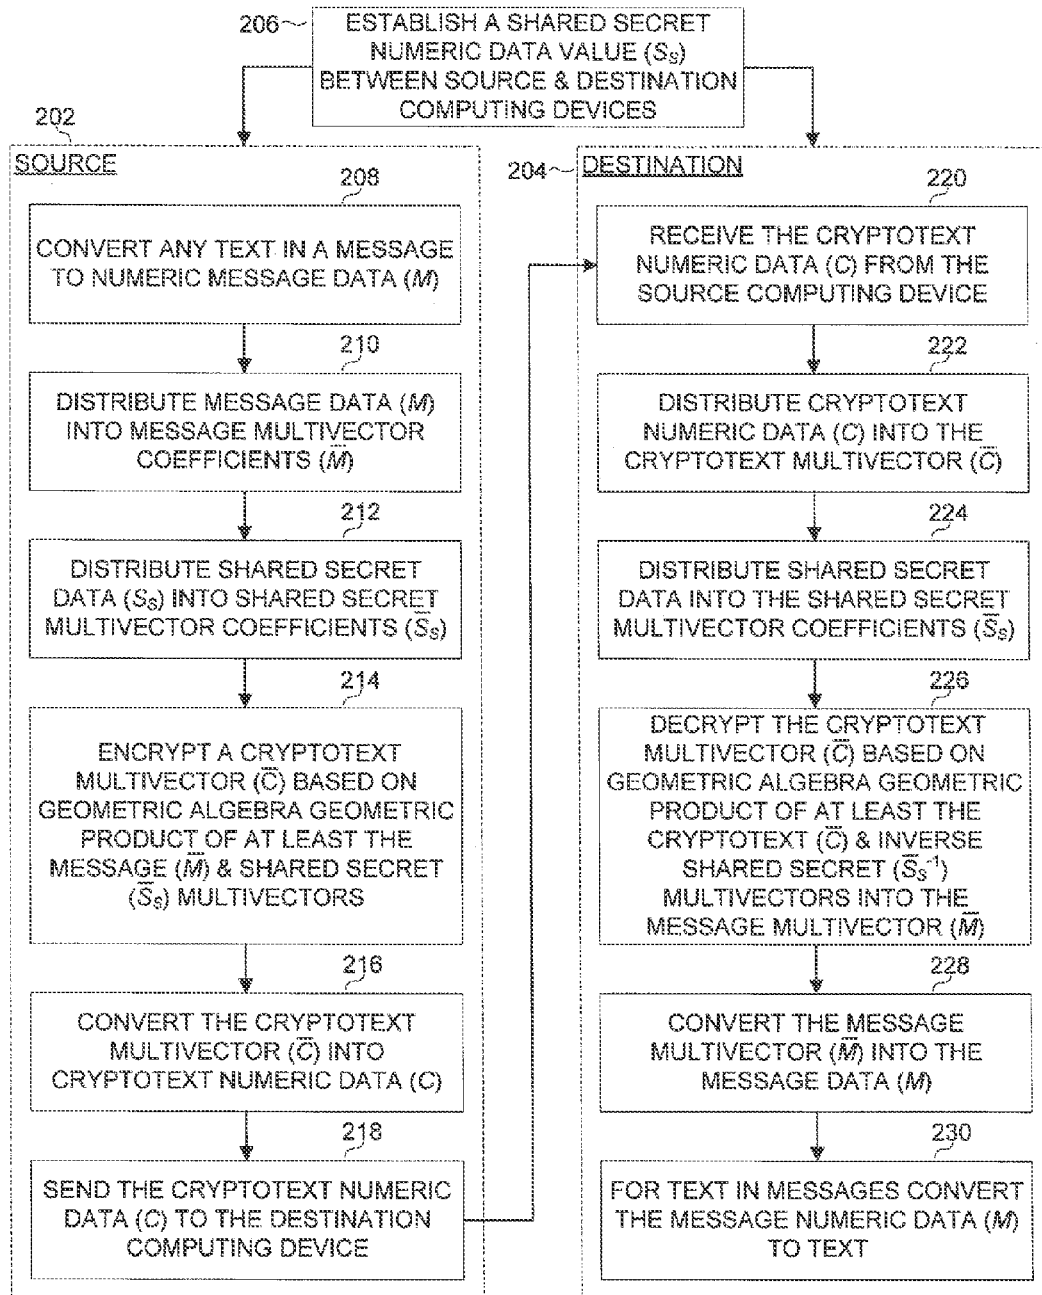 206
ESTABLISH A SHARED SECRET
NUMERIC DATA VALUE (Sₛ)
BETWEEN SOURCE & DESTINATION
COMPUTING DEVICES
202
SOURCE
208
CONVERT ANY TEXT IN A MESSAGE
TO NUMERIC MESSAGE DATA (M)
210
DISTRIBUTE MESSAGE DATA (M)
INTO MESSAGE MULTIVECTOR
COEFFICIENTS (M̅)
212
DISTRIBUTE SHARED SECRET
DATA (Sₛ) INTO SHARED SECRET
MULTIVECTOR COEFFICIENTS (S̅ₛ)
214
ENCRYPT A CRYPTOTEXT
MULTIVECTOR (C̅) BASED ON
GEOMETRIC ALGEBRA GEOMETRIC
PRODUCT OF AT LEAST THE
MESSAGE (M̅) & SHARED SECRET
(S̅ₛ) MULTIVECTORS
216
CONVERT THE CRYPTOTEXT
MULTIVECTOR (C̅) INTO
CRYPTOTEXT NUMERIC DATA (C)
218
SEND THE CRYPTOTEXT NUMERIC
DATA (C) TO THE DESTINATION
COMPUTING DEVICE
204
DESTINATION
220
RECEIVE THE CRYPTOTEXT
NUMERIC DATA (C) FROM THE
SOURCE COMPUTING DEVICE
222
DISTRIBUTE CRYPTOTEXT
NUMERIC DATA (C) INTO THE
CRYPTOTEXT MULTIVECTOR (C̅)
224
DISTRIBUTE SHARED SECRET
DATA INTO THE SHARED SECRET
MULTIVECTOR COEFFICIENTS (S̅ₛ)
226
DECRYPT THE CRYPTOTEXT
MULTIVECTOR (C̅) BASED ON
GEOMETRIC ALGEBRA GEOMETRIC
PRODUCT OF AT LEAST THE
CRYPTOTEXT (C̅) & INVERSE
SHARED SECRET (S̅ₛ⁻¹)
MULTIVECTORS INTO THE
MESSAGE MULTIVECTOR (M̅)
228
CONVERT THE MESSAGE
MULTIVECTOR (M̅) INTO THE
MESSAGE DATA (M)
230
FOR TEXT IN MESSAGES CONVERT
THE MESSAGE NUMERIC DATA (M)
TO TEXT